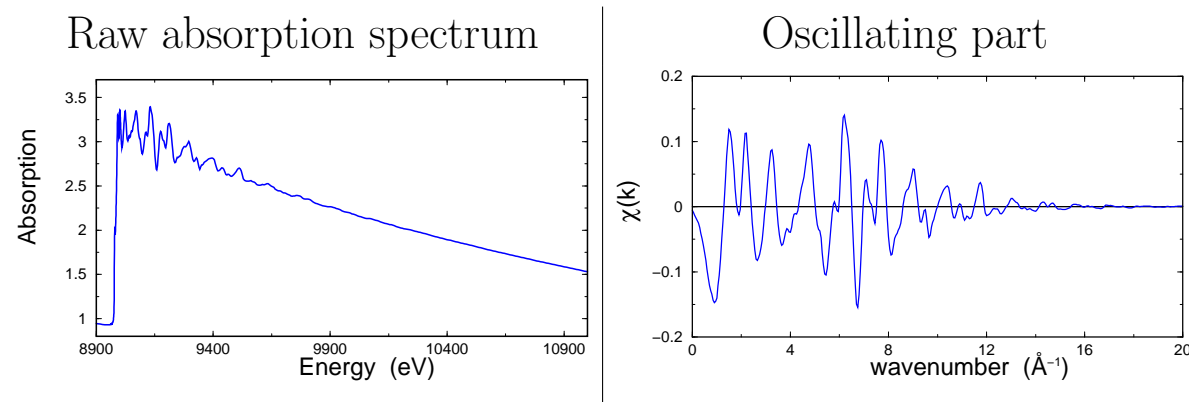 Raw absorption spectrum
Absorption
3.5
3
2.5
2
1.5
1
8900 9400 9900 10400 10900
Energy (eV)
Oscillating part
χ(k)
0.2
0.1
0
−0.1
−0.2
0 4 8 12 16 20
wavenumber (Å⁻¹)